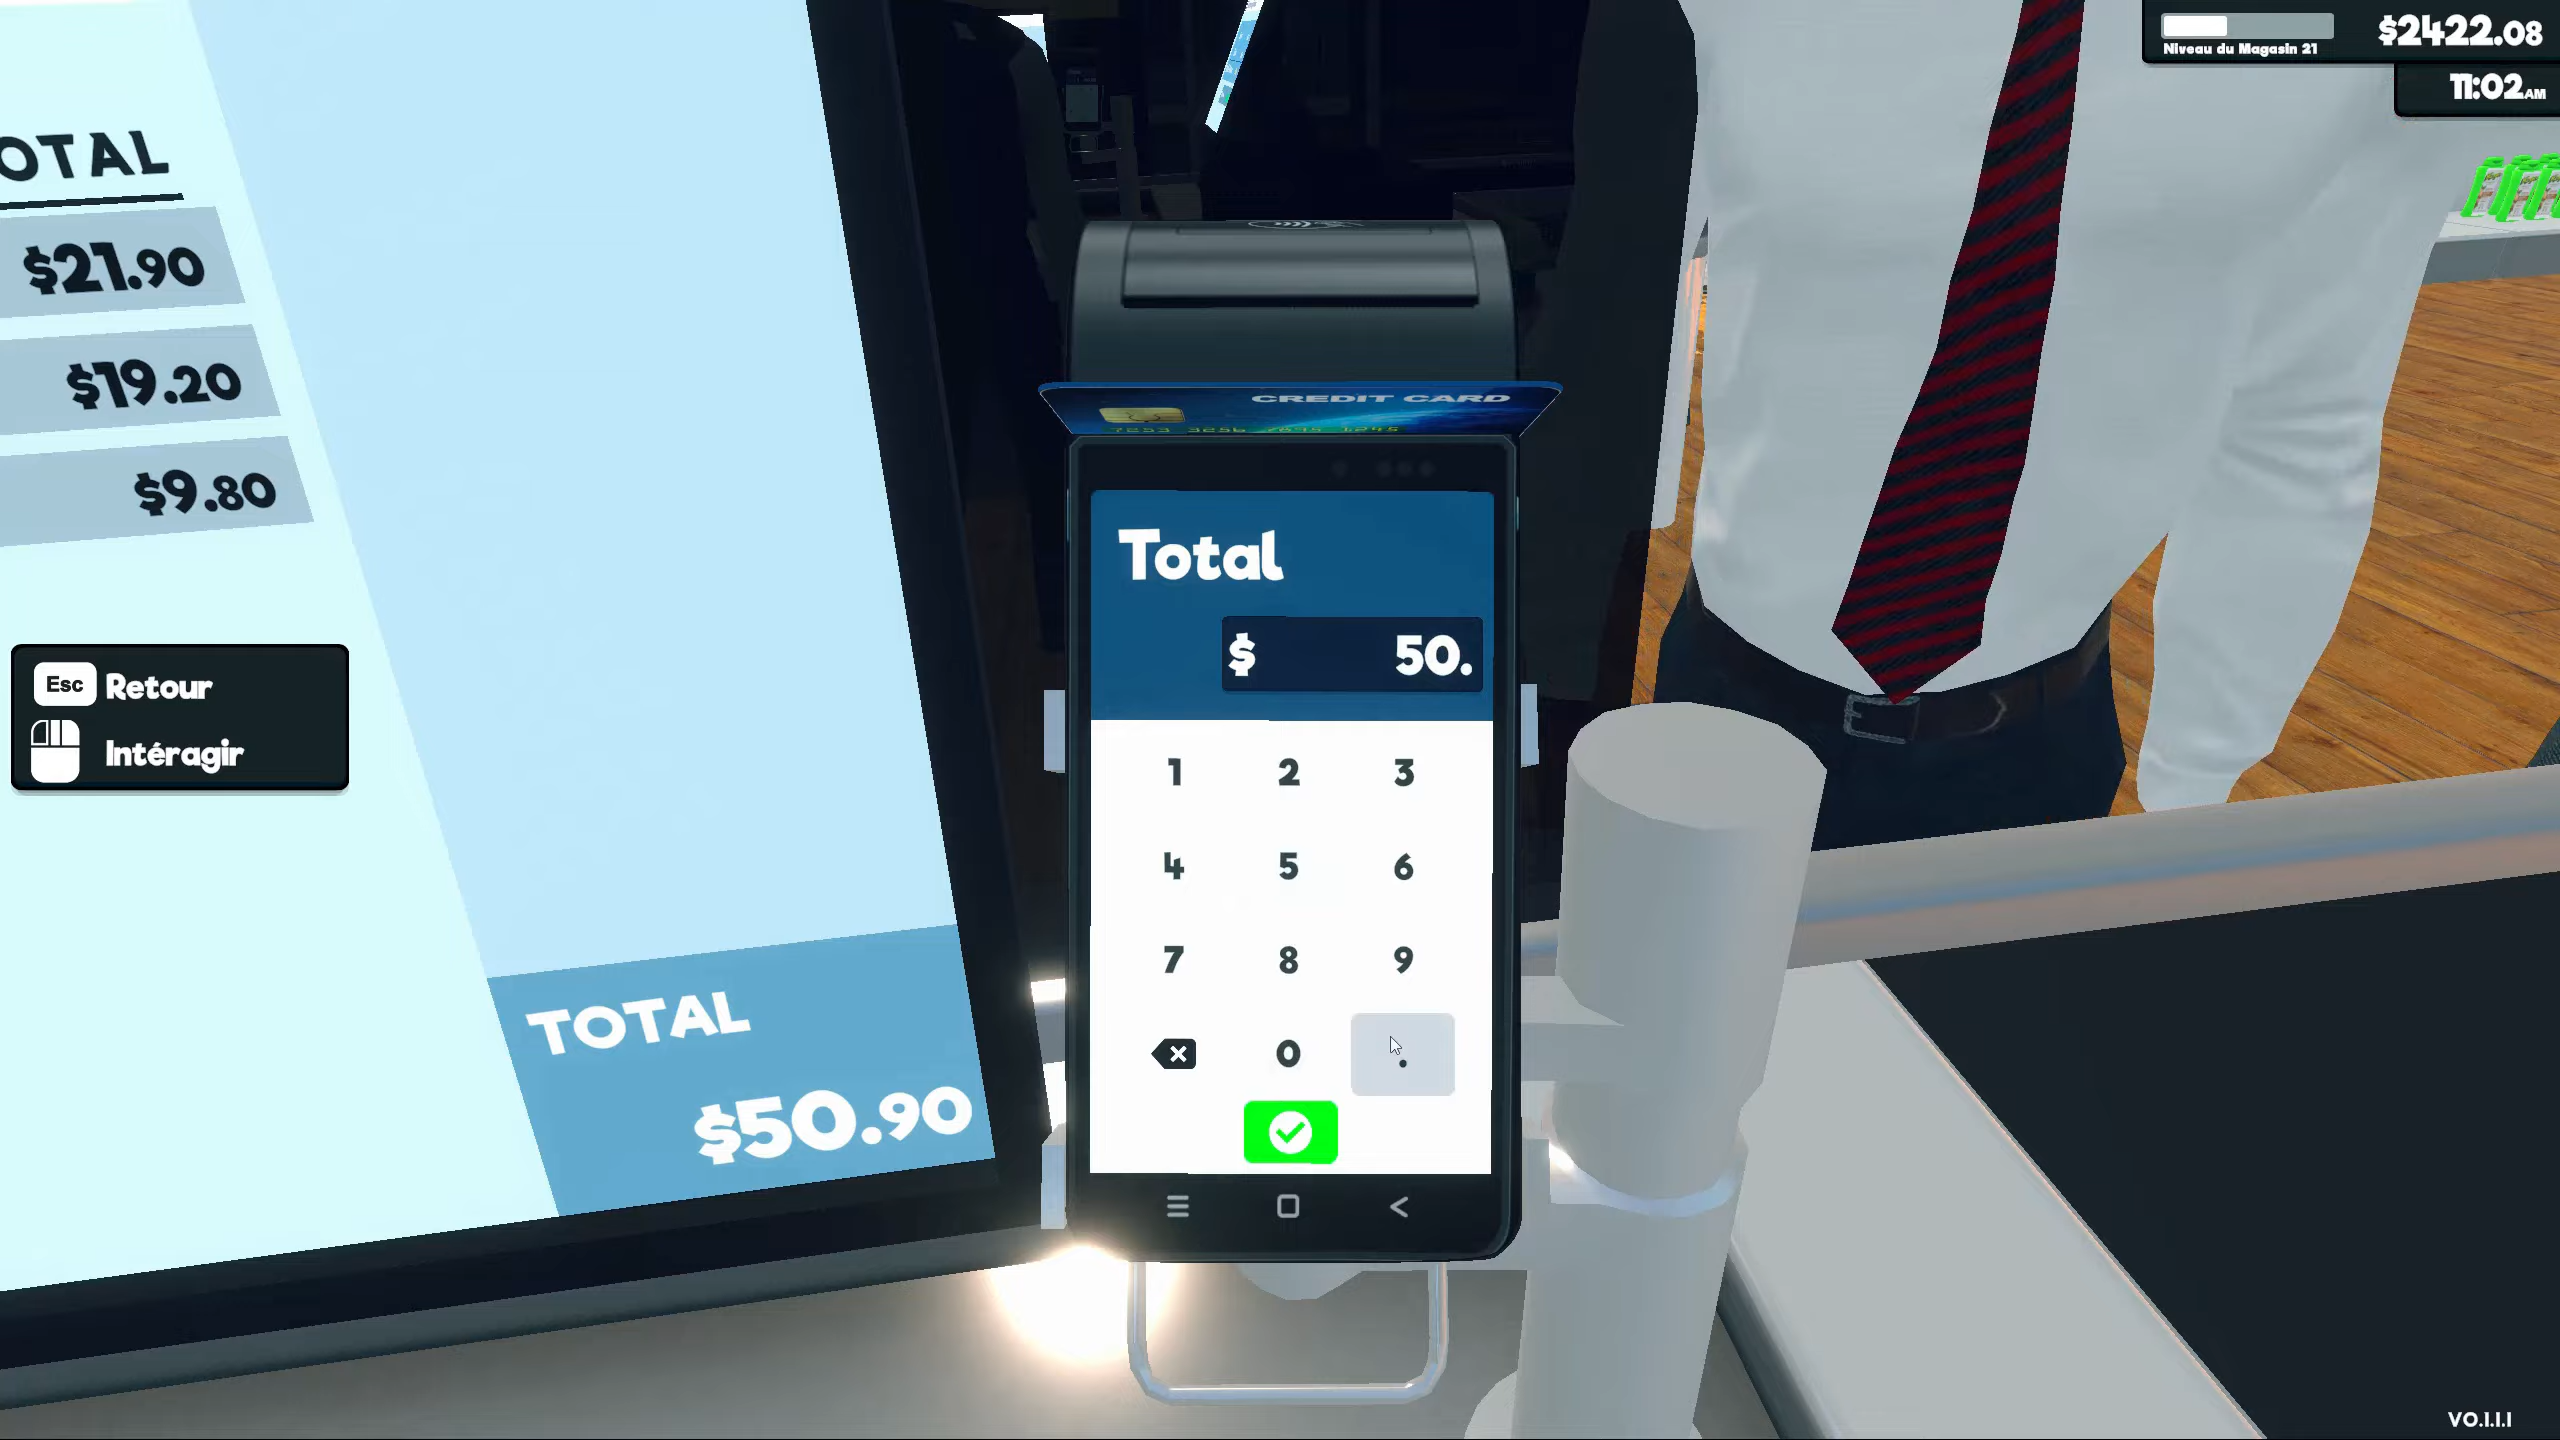 $2422.08
Niveau du Magasin 21
11:02AM
OTAL
$21.90
$19.20
$9.80
CREDIT CARD
Total
$ 50.
Esc Retour
Intéragir
1 2 3
4 5 6
7 8 9
0 .
TOTAL
$50.90
V0.1.1.1